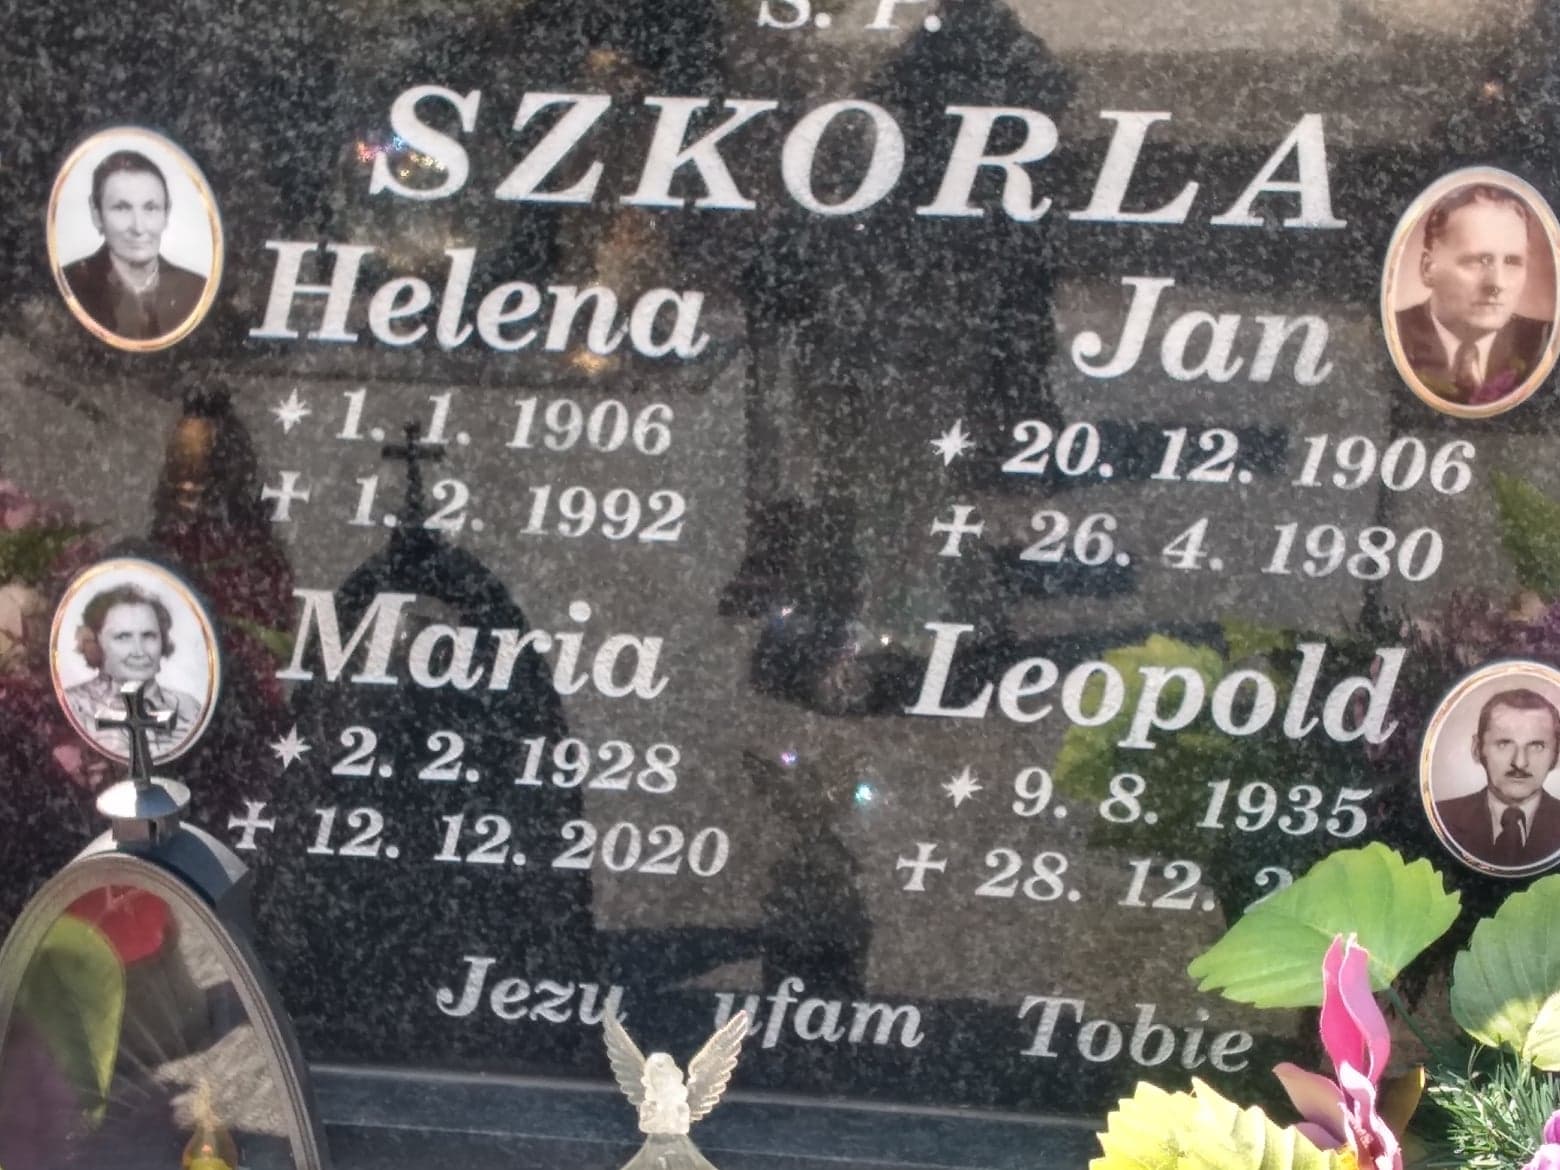 Ś. P.
SZKORLA
Helena
* 1. 1. 1906
+ 1. 2. 1992
Jan
* 20. 12. 1906
+ 26. 4. 1980
Maria
* 2. 2. 1928
+ 12. 12. 2020
Leopold
* 9. 8. 1935
+ 28. 12.
Jezu ufam Tobie